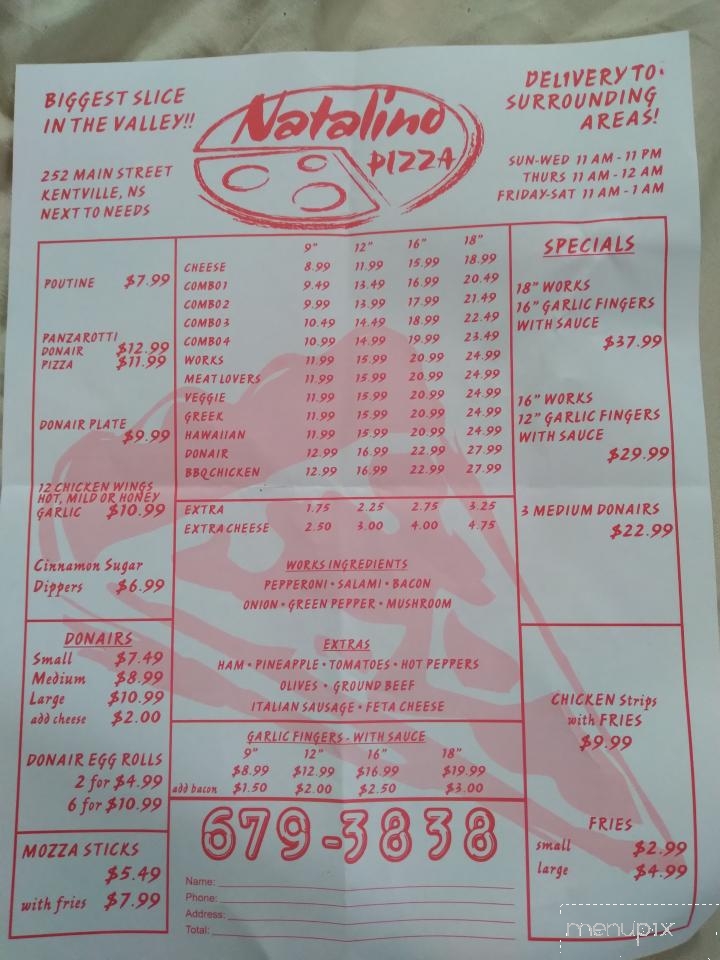 BIGGEST SLICE
IN THE VALLEY!!
252 MAIN STREET
KENTVILLE, NS
NEXT TO NEEDS
Natalino
PIZZA
DELIVERY TO
SURROUNDING
AREAS!
SUN-WED 11 AM - 11 PM
THURS 11 AM - 12 AM
FRIDAY-SAT 11 AM - 1 AM
POUTINE $7.99
PANZAROTTI
DONAIR $12.99
PIZZA $11.99
DONAIR PLATE
$9.99
12 CHICKEN WINGS
HOT, MILD OR HONEY
GARLIC $10.99
Cinnamon Sugar
Dippers $6.99
DONAIRS
Small $7.49
Medium $8.99
Large $10.99
add cheese $2.00
DONAIR EGG ROLLS
2 for $4.99
6 for $10.99
MOZZA STICKS
$5.49
with fries $7.99
9" 12" 16" 18"
CHEESE 8.99 11.99 15.99 18.99
COMBO 1 9.49 13.49 16.99 20.49
COMBO 2 9.99 13.99 17.99 21.49
COMBO 3 10.49 14.49 18.99 22.49
COMBO 4 10.99 14.99 19.99 23.49
WORKS 11.99 15.99 20.99 24.99
MEAT LOVERS 11.99 15.99 20.99 24.99
VEGGIE 11.99 15.99 20.99 24.99
GREEK 11.99 15.99 20.99 24.99
HAWAIIAN 11.99 15.99 20.99 24.99
DONAIR 12.99 16.99 22.99 27.99
BBQ CHICKEN 12.99 16.99 22.99 27.99
EXTRA 1.75 2.25 2.75 3.25
EXTRA CHEESE 2.50 3.00 4.00 4.75
WORKS INGREDIENTS
PEPPERONI • SALAMI • BACON
ONION • GREEN PEPPER • MUSHROOM
EXTRAS
HAM • PINEAPPLE • TOMATOES • HOT PEPPERS
OLIVES • GROUND BEEF
ITALIAN SAUSAGE • FETA CHEESE
GARLIC FINGERS - WITH SAUCE
9" 12" 16" 18"
$8.99 $12.99 $16.99 $19.99
add bacon $1.50 $2.00 $2.50 $3.00
679-3838
Name:
Phone:
Address:
Total:
SPECIALS
18" WORKS
16" GARLIC FINGERS
WITH SAUCE
$37.99
16" WORKS
12" GARLIC FINGERS
WITH SAUCE
$29.99
3 MEDIUM DONAIRS
$22.99
CHICKEN Strips
with FRIES
$9.99
FRIES
small $2.99
large $4.99
menupix